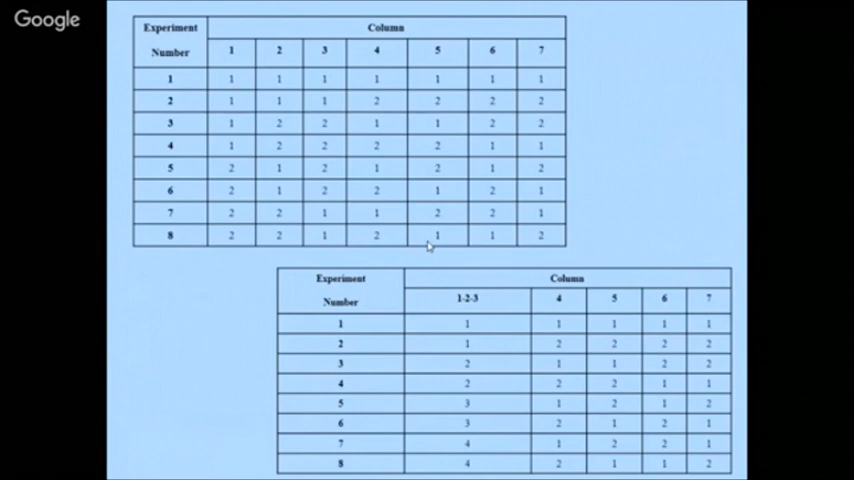 Google
Experiment Number Column
1 2 3 4 5 6 7
1 1 1 1 1 1 1 1
2 1 1 1 2 2 2 2
3 1 2 2 1 1 2 2
4 1 2 2 2 2 1 1
5 2 1 2 1 2 1 2
6 2 1 2 2 1 2 1
7 2 2 1 1 2 2 1
8 2 2 1 2 1 1 2
Experiment Number Column
1-2-3 4 5 6 7
1 1 1 1 1 1
2 1 2 2 2 2
3 2 1 1 2 2
4 2 2 2 1 1
5 3 1 2 1 2
6 3 2 1 2 1
7 4 1 2 2 1
8 4 2 1 1 2